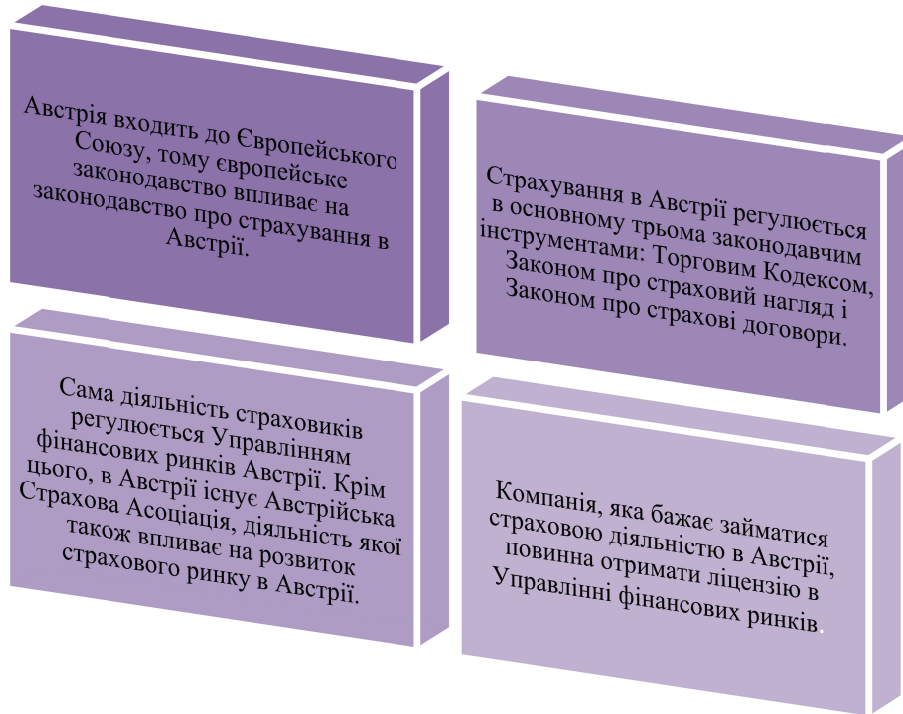 Австрія входить до Європейського
Союзу, тому європейське
законодавство впливає на
законодавство про страхування в
Австрії.
Страхування в Австрії регулюється
в основному трьома законодавчим
інструментами: Торговим Кодексом,
Законом про страховий нагляд і
Законом про страхові договори.
Сама діяльність страховиків
регулюється Управлінням
фінансових ринків Австрії. Крім
цього, в Австрії існує Австрійська
Страхова Асоціація, діяльність якої
також впливає на розвиток
страхового ринку в Австрії.
Компанія, яка бажає займатися
страховою діяльністю в Австрії,
повинна отримати ліцензію в
Управлінні фінансових ринків.